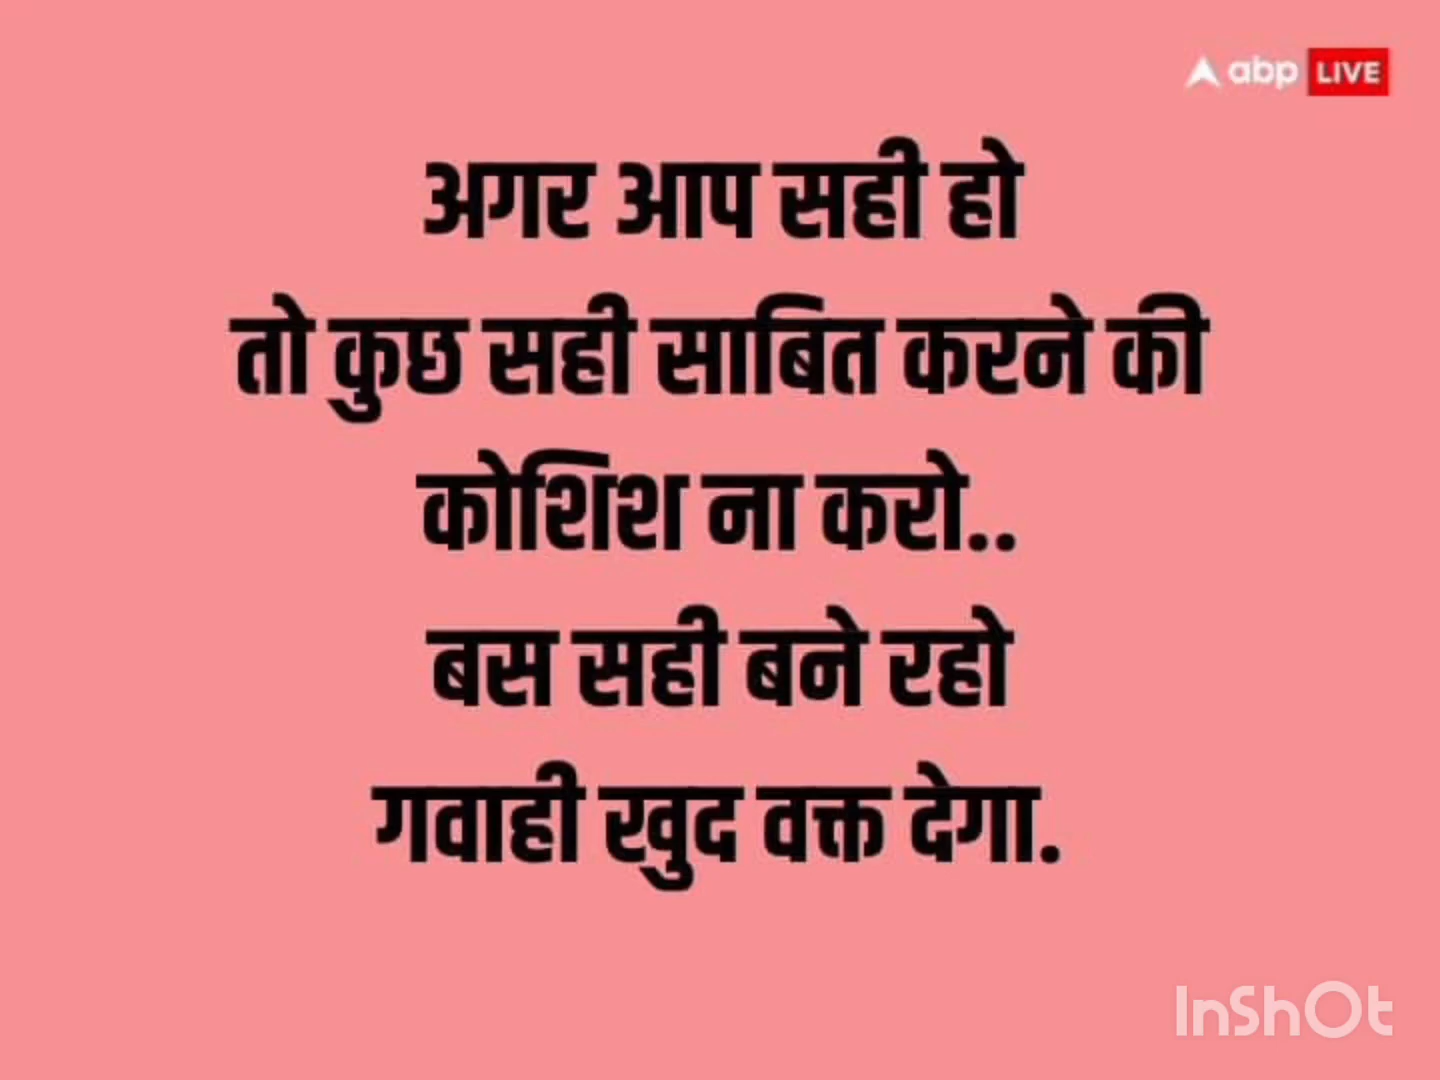 abp LIVE
अगर आप सही हो
तो कुछ सही साबित करने की
कोशिश ना करो..
बस सही बने रहो
गवाही खुद वक्त देगा.
InShOt